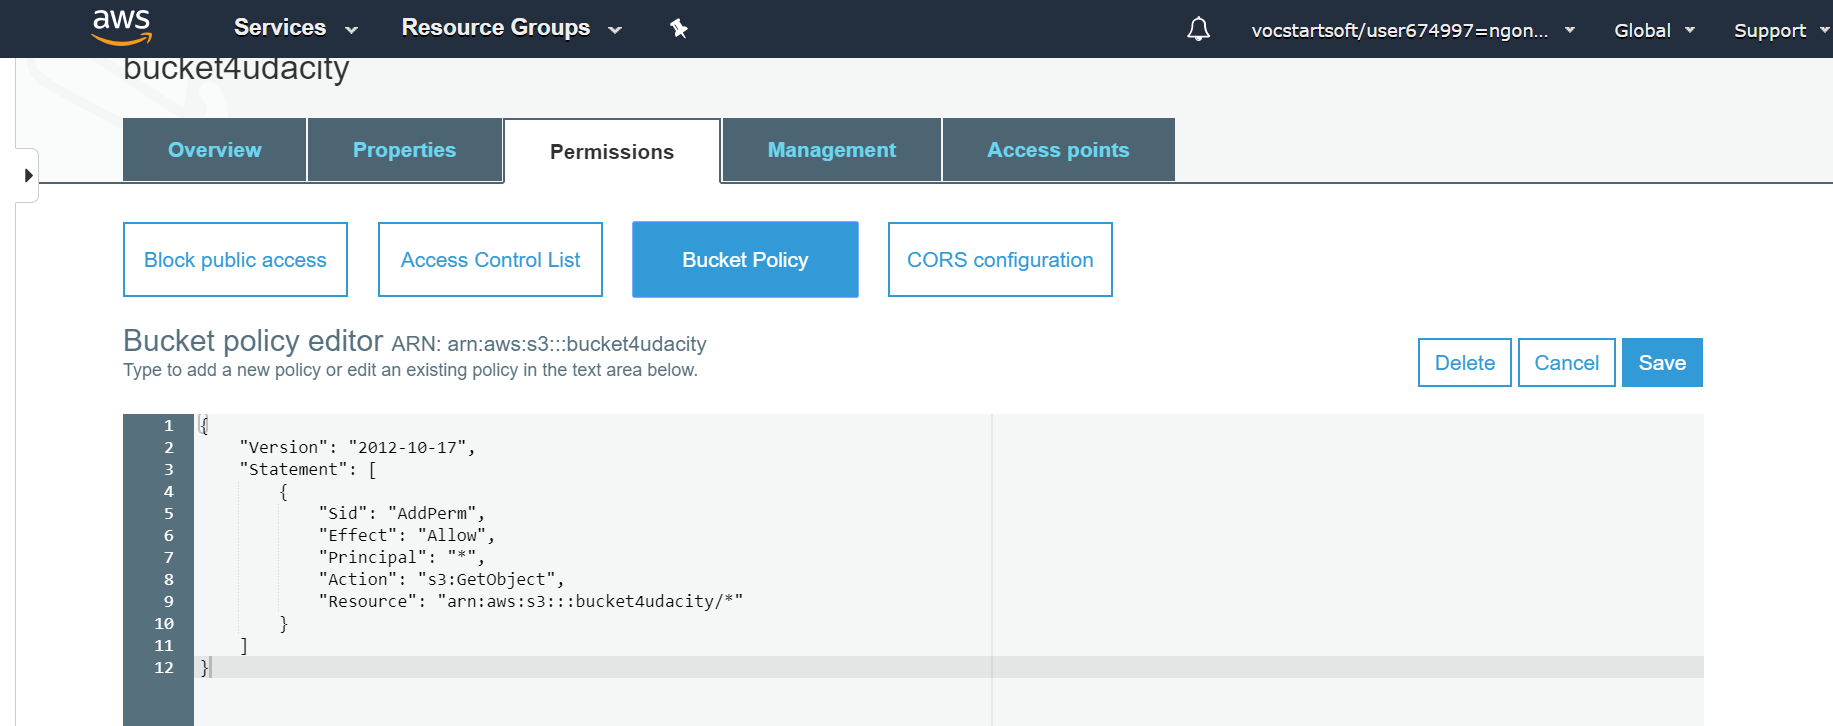 aws Services Resource Groups vocstartsoft/user674997=ngon... Global Support
bucket4udacity
Overview Properties Permissions Management Access points
Block public access Access Control List Bucket Policy CORS configuration
Bucket policy editor ARN: arn:aws:s3:::bucket4udacity
Type to add a new policy or edit an existing policy in the text area below.
Delete Cancel Save
1 {
2 "Version": "2012-10-17",
3 "Statement": [
4 {
5 "Sid": "AddPerm",
6 "Effect": "Allow",
7 "Principal": "*",
8 "Action": "s3:GetObject",
9 "Resource": "arn:aws:s3:::bucket4udacity/*"
10 }
11 ]
12 }